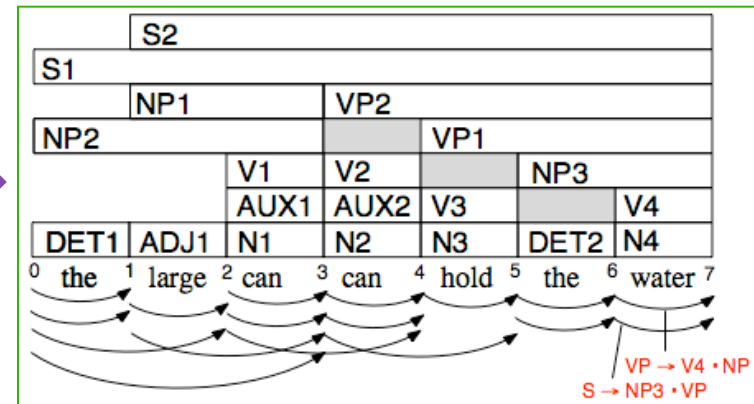 S2
S1
NP1 VP2
NP2 VP1
V1 V2 NP3
AUX1 AUX2 V3 V4
DET1 ADJ1 N1 N2 N3 DET2 N4
0 the 1 large 2 can 3 can 4 hold 5 the 6 water 7
VP → V4 • NP
S → NP3 • VP